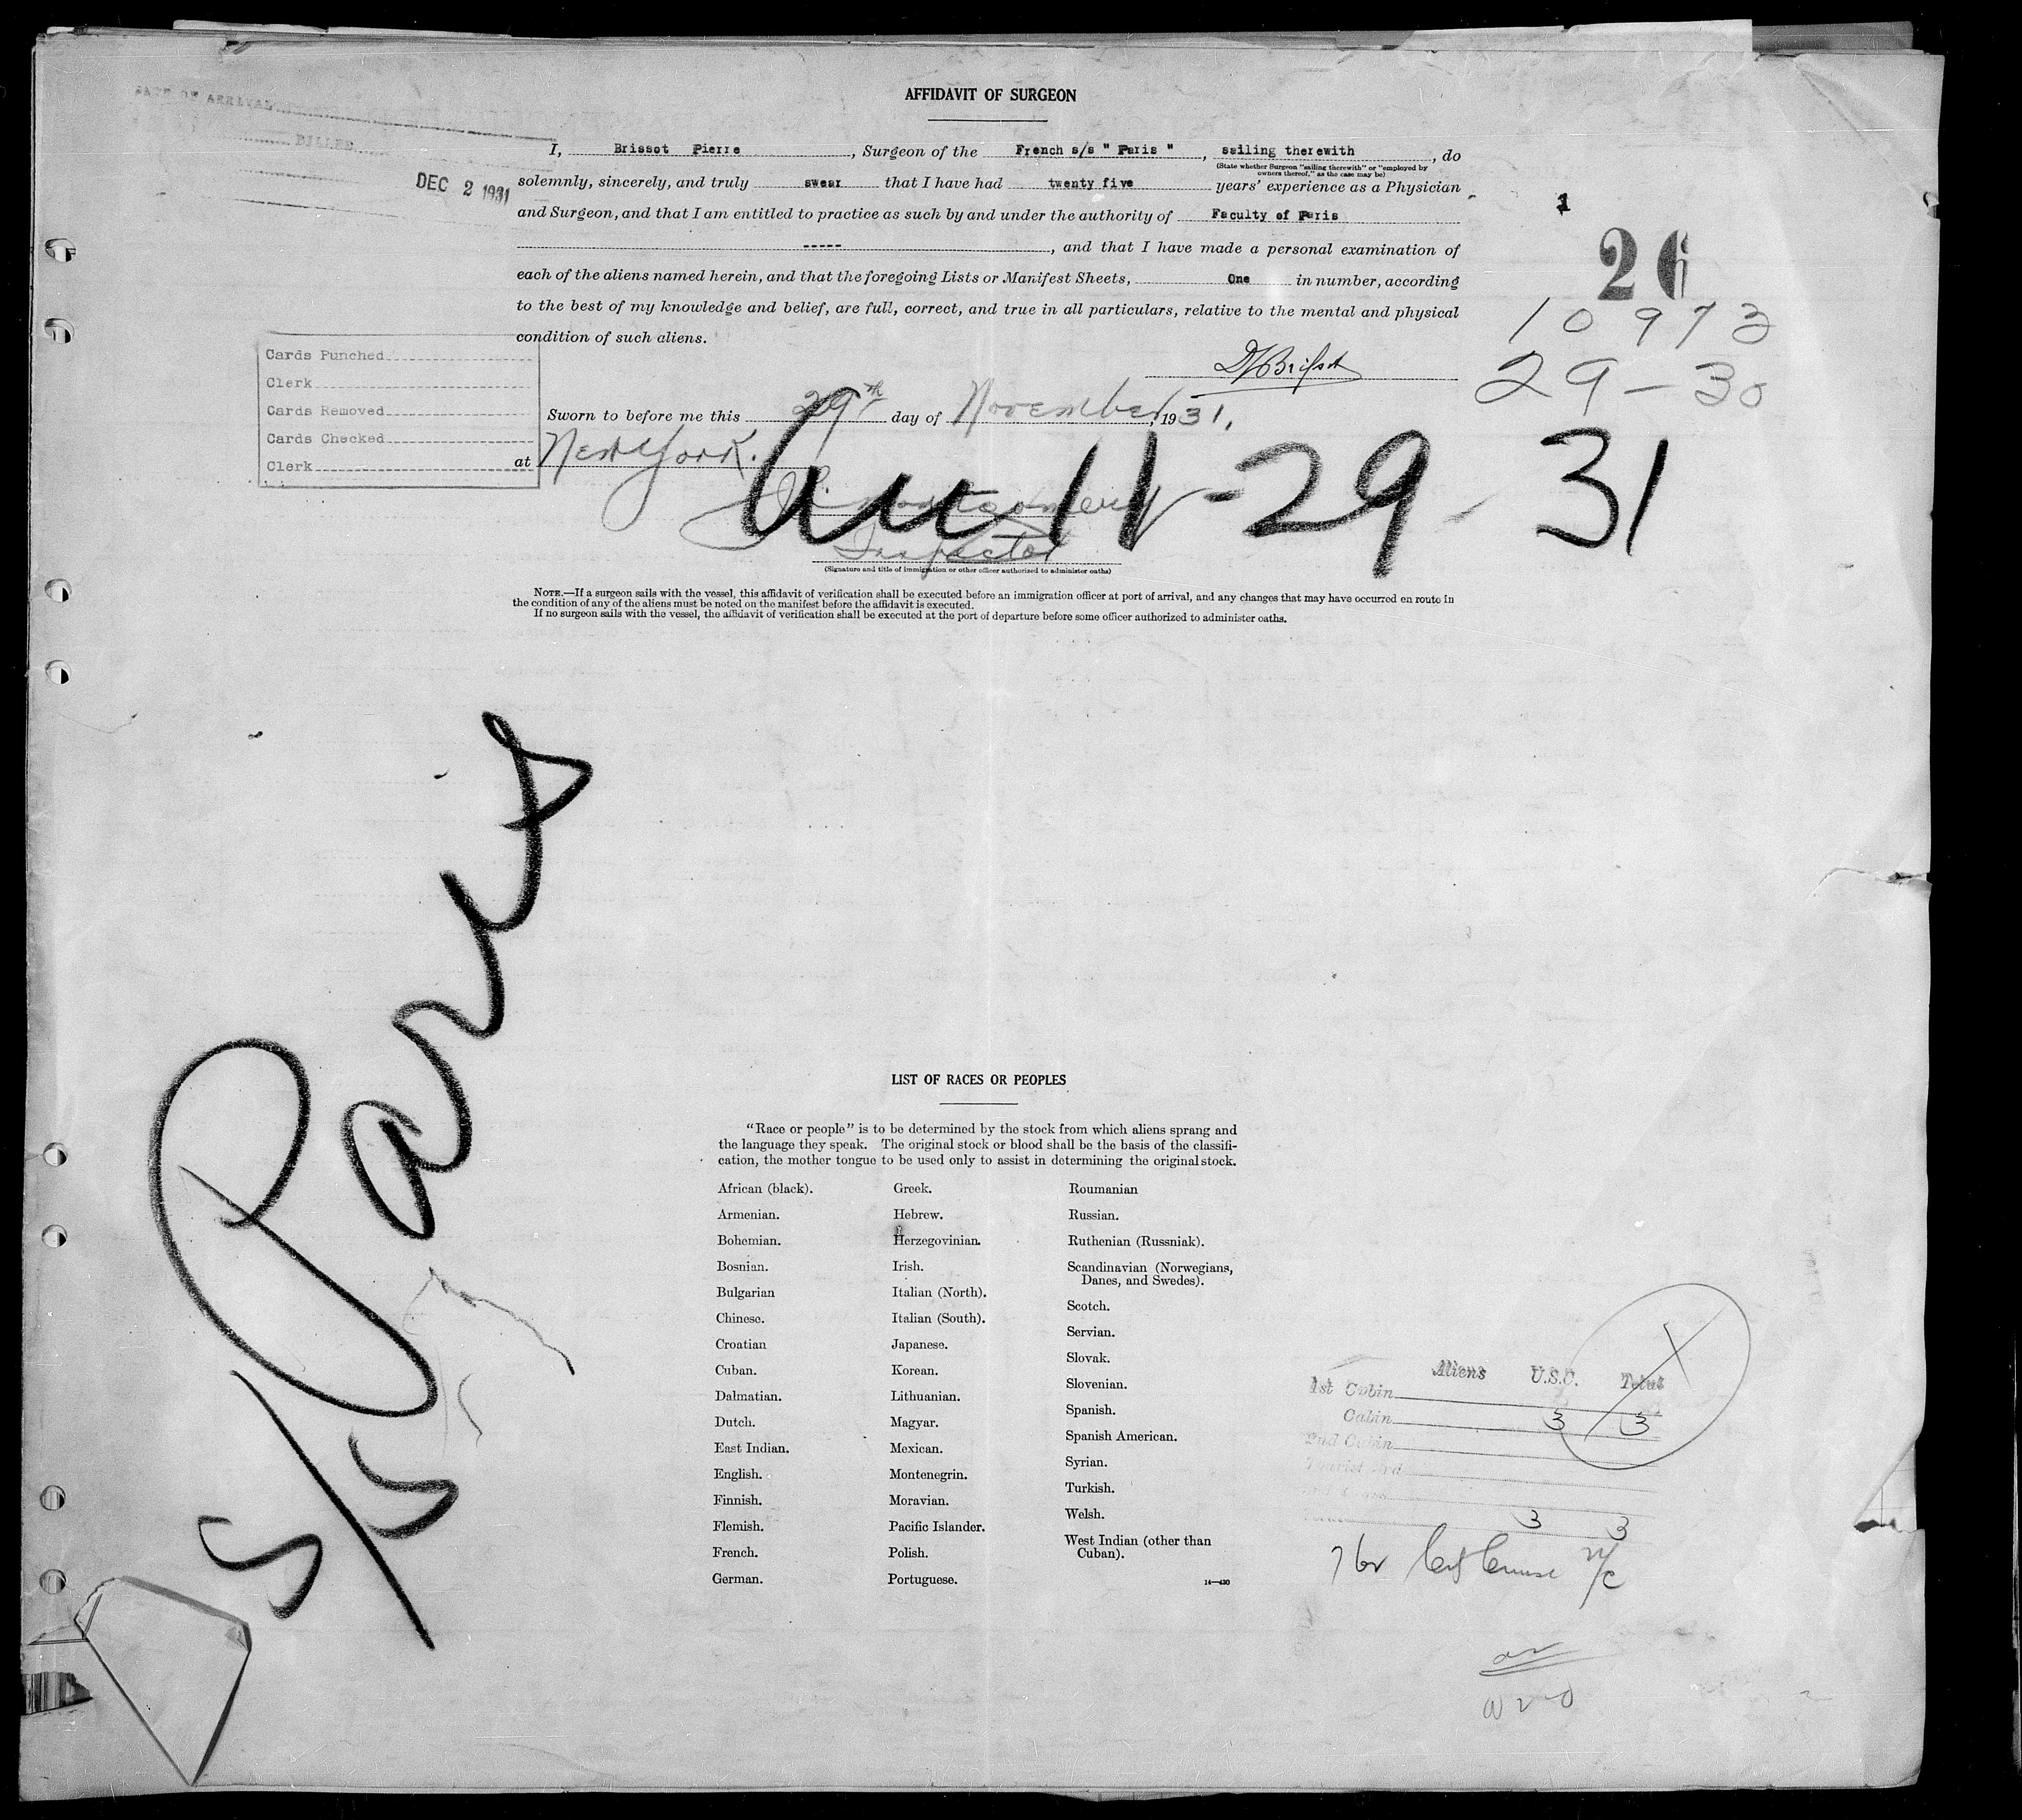 AFFIDAVIT OF SURGEON
DATE OF ARRIVAL
BILLED
DEC 2 1931
I, Brissot Pierre, Surgeon of the French s/s " Paris ", sailing therewith, do
(State whether Surgeon "sailing therewith" or "employed by
owners thereof," as the case may be)
solemnly, sincerely, and truly swear that I have had twenty five years' experience as a Physician
and Surgeon, and that I am entitled to practice as such by and under the authority of Faculty of Paris
-----, and that I have made a personal examination of
each of the aliens named herein, and that the foregoing Lists or Manifest Sheets, One in number, according
to the best of my knowledge and belief, are full, correct, and true in all particulars, relative to the mental and physical
condition of such aliens.
1
26
10973
29-30
Cards Punched
Clerk
Cards Removed
Cards Checked
Clerk
Sworn to before me this 29th day of November, 1931,
at New York.
11-29-31
Montgomery
Inspector
(Signature and title of immigration or other officer authorized to administer oaths)
NOTE.—If a surgeon sails with the vessel, this affidavit of verification shall be executed before an immigration officer at port of arrival, and any changes that may have occurred en route in
the condition of any of the aliens must be noted on the manifest before the affidavit is executed.
If no surgeon sails with the vessel, the affidavit of verification shall be executed at the port of departure before some officer authorized to administer oaths.
S/S Paris
LIST OF RACES OR PEOPLES
"Race or people" is to be determined by the stock from which aliens sprang and
the language they speak. The original stock or blood shall be the basis of the classifi-
cation, the mother tongue to be used only to assist in determining the original stock.
African (black).
Armenian.
Bohemian.
Bosnian.
Bulgarian
Chinese.
Croatian
Cuban.
Dalmatian.
Dutch.
East Indian.
English.
Finnish.
Flemish.
French.
German.
Greek.
Hebrew.
Herzegovinian.
Irish.
Italian (North).
Italian (South).
Japanese.
Korean.
Lithuanian.
Magyar.
Mexican.
Montenegrin.
Moravian.
Pacific Islander.
Polish.
Portuguese.
Roumanian
Russian.
Ruthenian (Russniak).
Scandinavian (Norwegians,
Danes, and Swedes).
Scotch.
Servian.
Slovak.
Slovenian.
Spanish.
Spanish American.
Syrian.
Turkish.
Welsh.
West Indian (other than
Cuban).
14—430
Aliens U.S.C. Total
1st Cabin
Cabin 3 3
2nd Cabin
Tourist 3rd
3 3